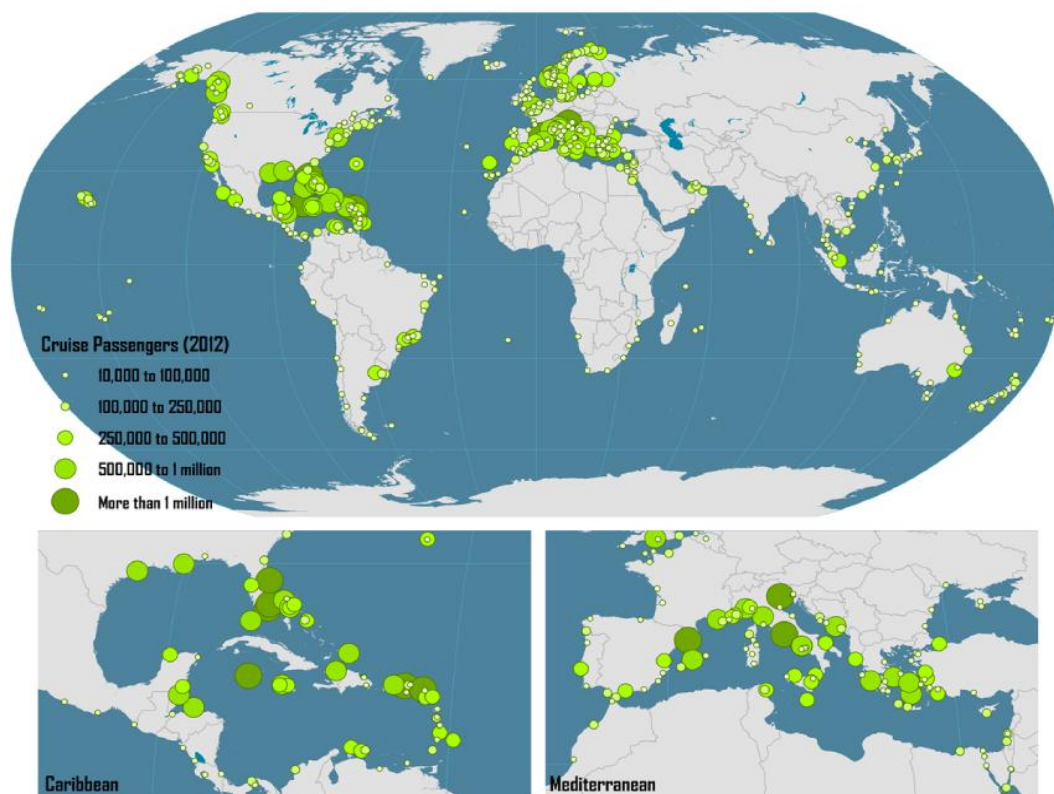 Cruise Passengers (2012)
10,000 to 100,000
100,000 to 250,000
250,000 to 500,000
500,000 to 1 million
More than 1 million
Caribbean
Mediterranean